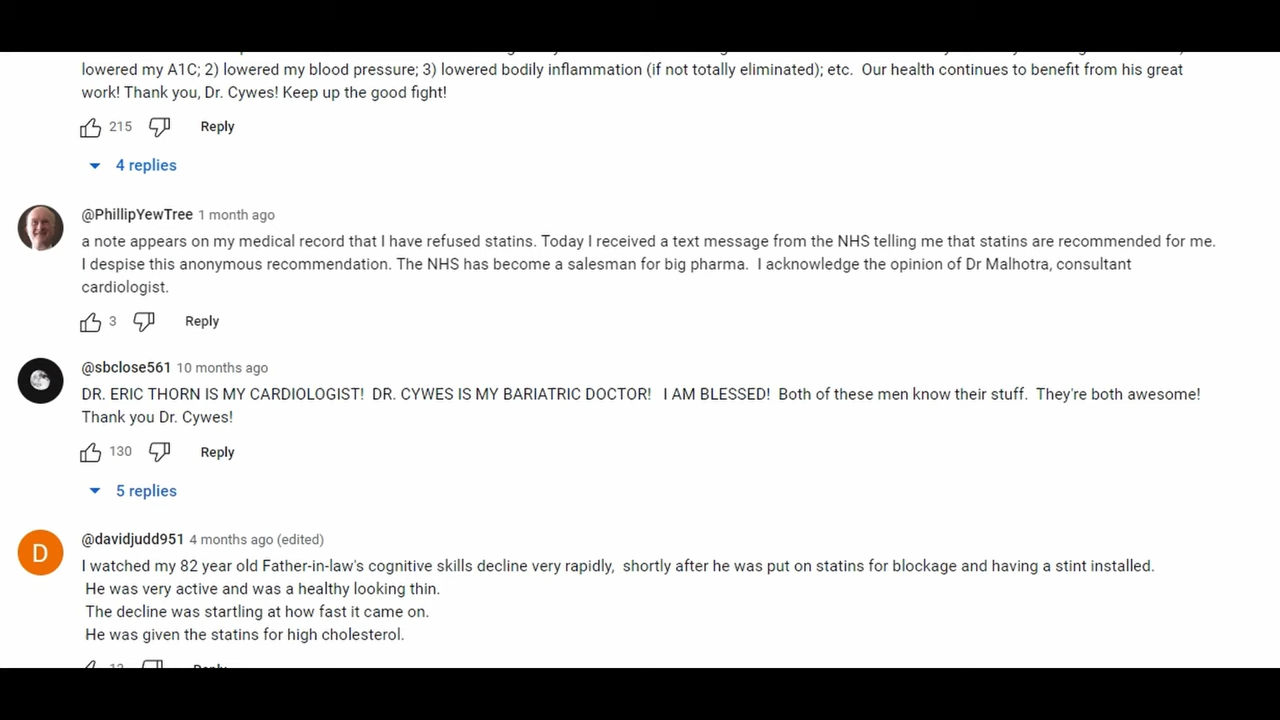 lowered my A1C; 2) lowered my blood pressure; 3) lowered bodily inflammation (if not totally eliminated); etc.  Our health continues to benefit from his great
work! Thank you, Dr. Cywes! Keep up the good fight!
215 Reply
4 replies
@PhillipYewTree 1 month ago
a note appears on my medical record that I have refused statins. Today I received a text message from the NHS telling me that statins are recommended for me.
I despise this anonymous recommendation. The NHS has become a salesman for big pharma.  I acknowledge the opinion of Dr Malhotra, consultant
cardiologist.
3 Reply
@sbclose561 10 months ago
DR. ERIC THORN IS MY CARDIOLOGIST!  DR. CYWES IS MY BARIATRIC DOCTOR!   I AM BLESSED!  Both of these men know their stuff.  They're both awesome!
Thank you Dr. Cywes!
130 Reply
5 replies
D
@davidjudd951 4 months ago (edited)
I watched my 82 year old Father-in-law's cognitive skills decline very rapidly,  shortly after he was put on statins for blockage and having a stint installed.
He was very active and was a healthy looking thin.
The decline was startling at how fast it came on.
He was given the statins for high cholesterol.
Reply